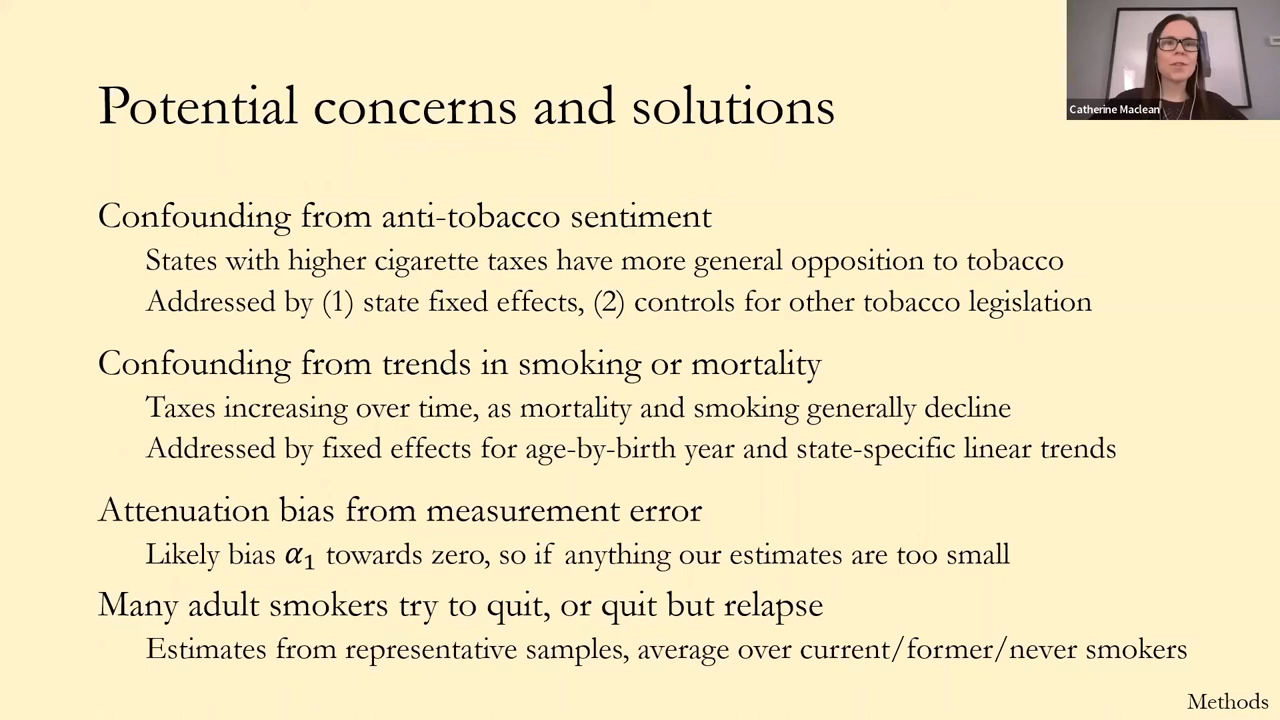 Catherine Maclean
Potential concerns and solutions
Confounding from anti-tobacco sentiment
States with higher cigarette taxes have more general opposition to tobacco
Addressed by (1) state fixed effects, (2) controls for other tobacco legislation
Confounding from trends in smoking or mortality
Taxes increasing over time, as mortality and smoking generally decline
Addressed by fixed effects for age-by-birth year and state-specific linear trends
Attenuation bias from measurement error
Likely bias α₁ towards zero, so if anything our estimates are too small
Many adult smokers try to quit, or quit but relapse
Estimates from representative samples, average over current/former/never smokers
Methods